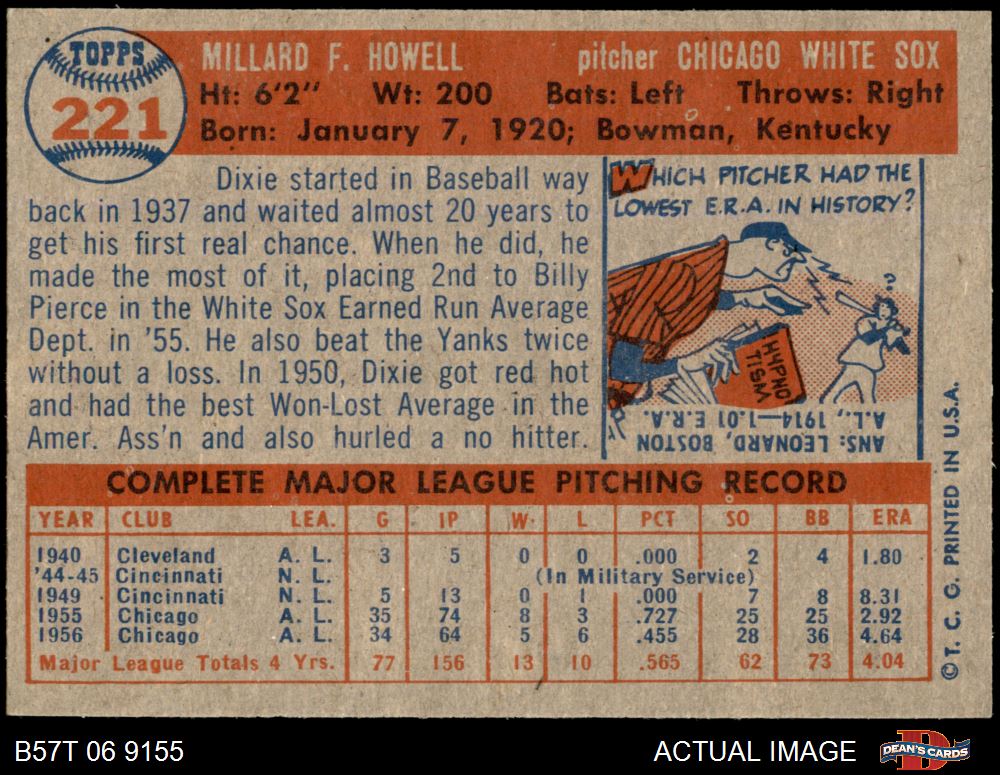 TOPPS
221
MILLARD F. HOWELL pitcher CHICAGO WHITE SOX
Ht: 6'2" Wt: 200 Bats: Left Throws: Right
Born: January 7, 1920; Bowman, Kentucky
Dixie started in Baseball way
back in 1937 and waited almost 20 years to
get his first real chance. When he did, he
made the most of it, placing 2nd to Billy
Pierce in the White Sox Earned Run Average
Dept. in '55. He also beat the Yanks twice
without a loss. In 1950, Dixie got red hot
and had the best Won-Lost Average in the
Amer. Ass'n and also hurled a no hitter.
WHICH PITCHER HAD THE
LOWEST E.R.A. IN HISTORY?
?
HYPNO
TISM
ANS: LEONARD, BOSTON
A.L., 1914—1.01 E.R.A.
COMPLETE MAJOR LEAGUE PITCHING RECORD
YEAR CLUB LEA. G IP W L PCT SO BB ERA
1940 Cleveland A. L. 3 5 0 0 .000 2 4 1.80
'44-45 Cincinnati N. L. (In Military Service)
1949 Cincinnati N. L. 5 13 0 1 .000 7 8 8.31
1955 Chicago A. L. 35 74 8 3 .727 25 25 2.92
1956 Chicago A. L. 34 64 5 6 .455 28 36 4.64
Major League Totals 4 Yrs. 77 156 13 10 .565 62 73 4.04
© T. C. G. PRINTED IN U.S.A.
B57T 06 9155 ACTUAL IMAGE DEAN'S CARDS